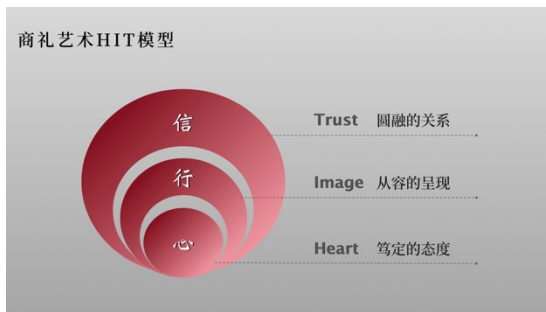 商礼艺术HIT模型
信
Trust 圆融的关系
行
Image 从容的呈现
心
Heart 笃定的态度